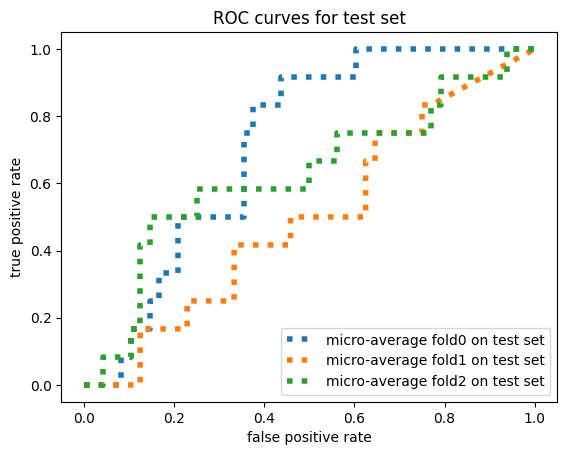 ROC curves for test set
true positive rate
1.0
0.8
0.6
0.4
0.2
0.0
micro-average fold0 on test set
micro-average fold1 on test set
micro-average fold2 on test set
0.0 0.2 0.4 0.6 0.8 1.0
false positive rate